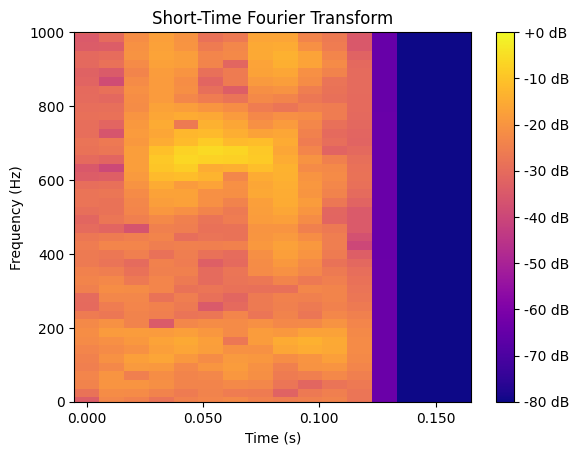 Short-Time Fourier Transform
1000
800
600
400
200
0
Frequency (Hz)
0.000
0.050
0.100
0.150
Time (s)
+0 dB
-10 dB
-20 dB
-30 dB
-40 dB
-50 dB
-60 dB
-70 dB
-80 dB